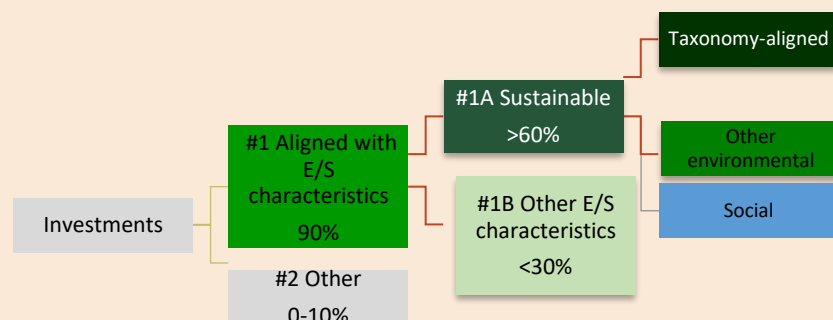 Taxonomy-aligned
#1A Sustainable
>60%
#1 Aligned with
E/S
characteristics
90%
Other
environmental
Investments
#1B Other E/S
characteristics
<30%
Social
#2 Other
0-10%